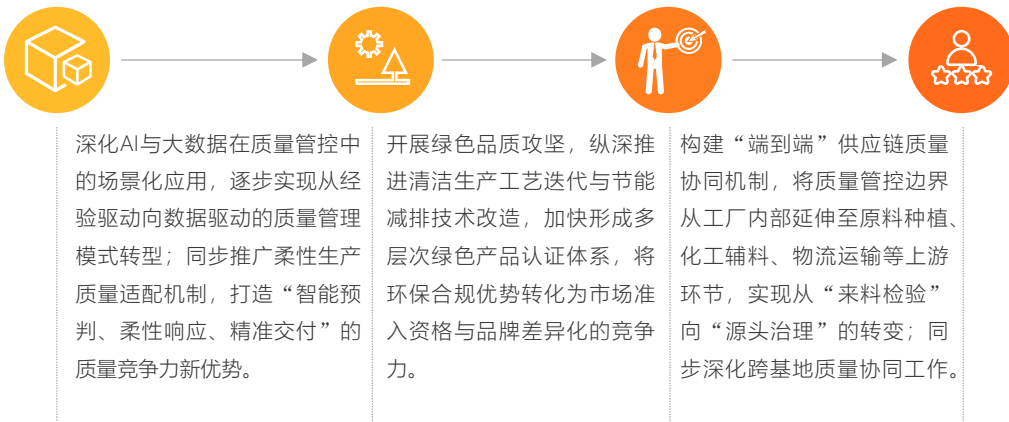 深化AI与大数据在质量管控中
的场景化应用，逐步实现从经
验驱动向数据驱动的质量管理
模式转型；同步推广柔性生产
质量适配机制，打造“智能预
判、柔性响应、精准交付”的
质量竞争力新优势。
开展绿色品质攻坚，纵深推
进清洁生产工艺迭代与节能
减排技术改造，加快形成多
层次绿色产品认证体系，将
环保合规优势转化为市场准
入资格与品牌差异化的竞争
力。
构建“端到端”供应链质量
协同机制，将质量管控边界
从工厂内部延伸至原料种植、
化工辅料、物流运输等上游
环节，实现从“来料检验”
向“源头治理”的转变；同
步深化跨基地质量协同工作。